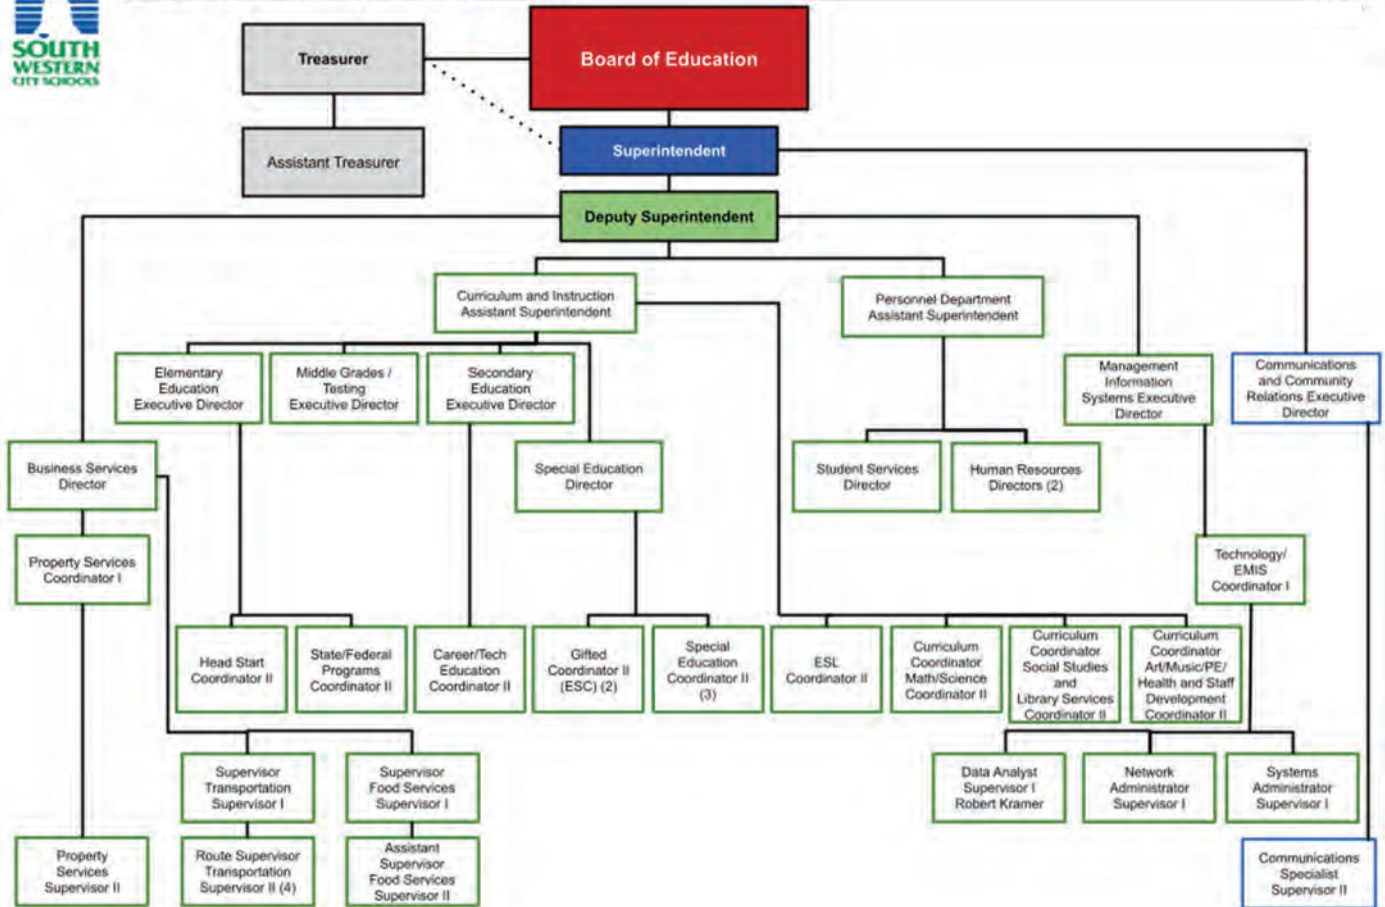 SOUTH
WESTERN
CITY SCHOOLS
Treasurer
Board of Education
Assistant Treasurer
Superintendent
Deputy Superintendent
Curriculum and Instruction
Assistant Superintendent
Personnel Department
Assistant Superintendent
Elementary
Education
Executive Director
Middle Grades /
Testing
Executive Director
Secondary
Education
Executive Director
Management
Information
Systems Executive
Director
Communications
and Community
Relations Executive
Director
Business Services
Director
Special Education
Director
Student Services
Director
Human Resources
Directors (2)
Property Services
Coordinator I
Technology/
EMIS
Coordinator I
Head Start
Coordinator II
State/Federal
Programs
Coordinator II
Career/Tech
Education
Coordinator II
Gifted
Coordinator II
(ESC) (2)
Special
Education
Coordinator II
(3)
ESL
Coordinator II
Curriculum
Coordinator
Math/Science
Coordinator II
Curriculum
Coordinator
Social Studies
and
Library Services
Coordinator II
Curriculum
Coordinator
Art/Music/PE/
Health and Staff
Development
Coordinator II
Supervisor
Transportation
Supervisor I
Supervisor
Food Services
Supervisor I
Data Analyst
Supervisor I
Robert Kramer
Network
Administrator
Supervisor I
Systems
Administrator
Supervisor I
Property
Services
Supervisor II
Route Supervisor
Transportation
Supervisor II (4)
Assistant
Supervisor
Food Services
Supervisor II
Communications
Specialist
Supervisor II